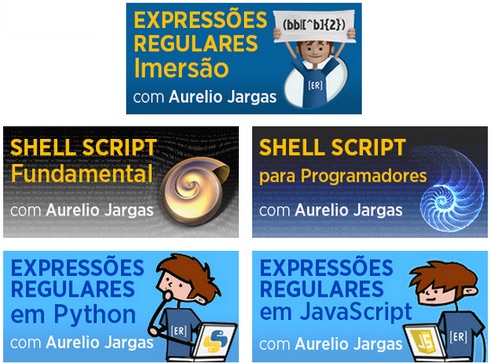 EXPRESSÕES
REGULARES
Imersão
com Aurelio Jargas
(bb|[^b]{2})
[ER]
SHELL SCRIPT
Fundamental
com Aurelio Jargas
SHELL SCRIPT
para Programadores
com Aurelio Jargas
EXPRESSÕES
REGULARES
em Python
com Aurelio Jargas
[ER]
EXPRESSÕES
REGULARES
em JavaScript
com Aurelio Jargas
[ER]
JS